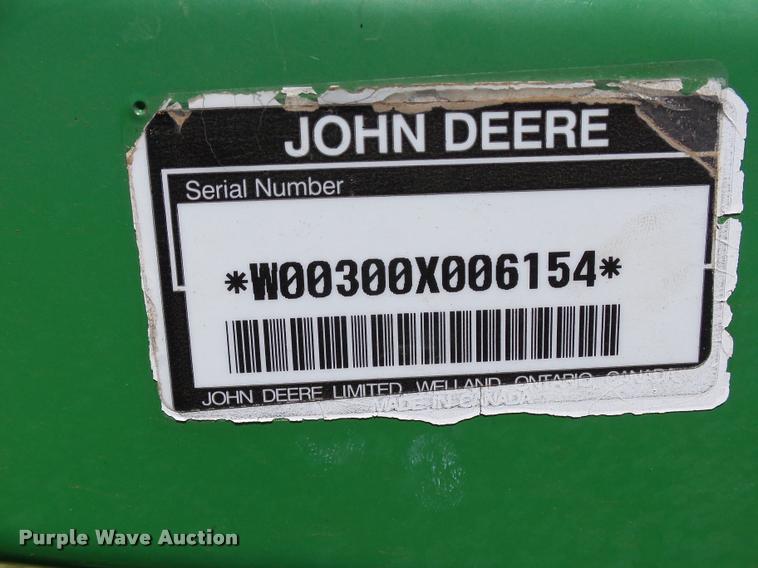 JOHN DEERE
Serial Number
*W00300X006154*
JOHN DEERE LIMITED, WELLAND, ONTARIO, CANADA
MADE IN CANADA
Purple Wave Auction